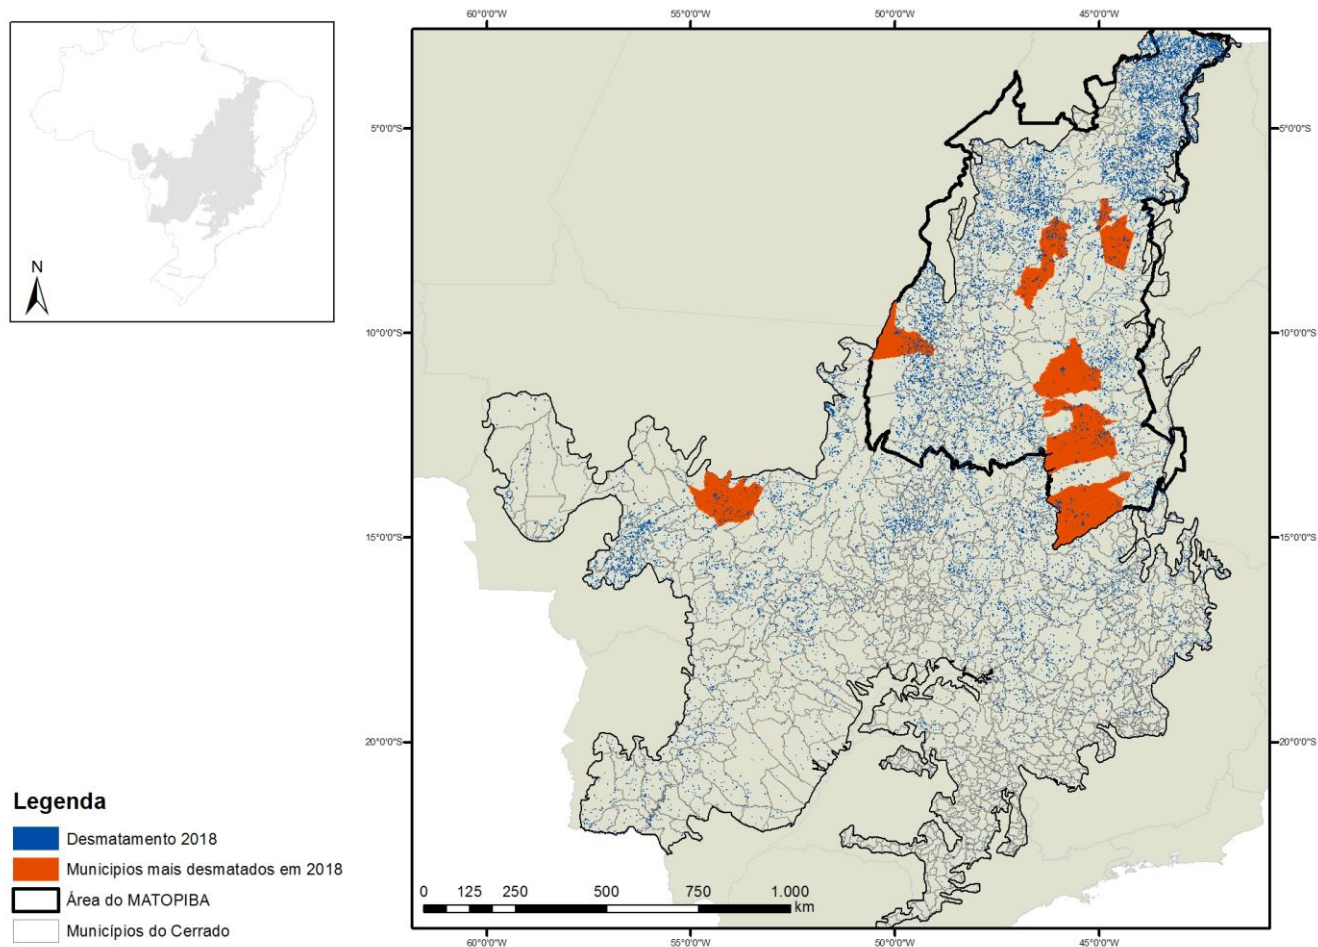 60°0'0"W 55°0'0"W 50°0'0"W 45°0'0"W
N
5°0'0"S 5°0'0"S
10°0'0"S 10°0'0"S
15°0'0"S 15°0'0"S
20°0'0"S 20°0'0"S
Legenda
Desmatamento 2018
Municipios mais desmatados em 2018
Área do MATOPIBA
Municípios do Cerrado
0 125 250 500 750 1.000
km
60°0'0"W 55°0'0"W 50°0'0"W 45°0'0"W